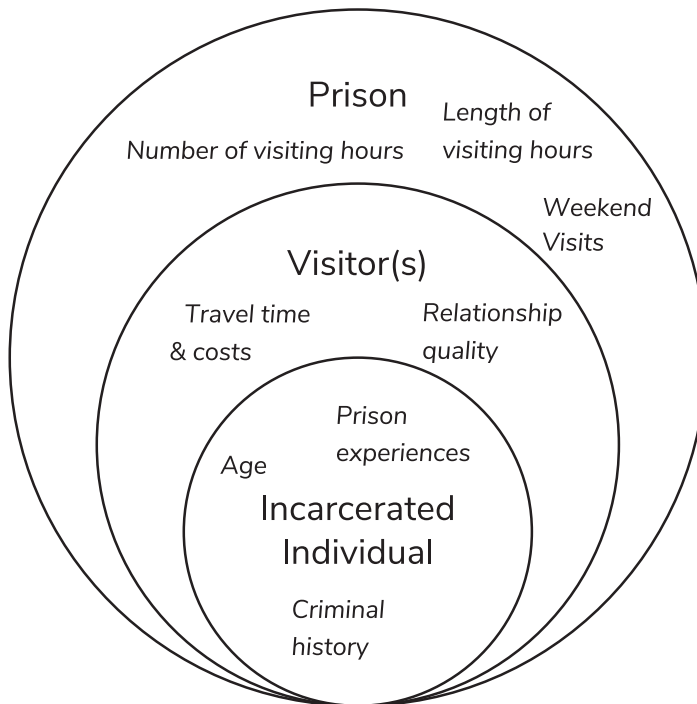 Prison
Length of
visiting hours
Number of visiting hours
Weekend
Visits
Visitor(s)
Travel time
& costs
Relationship
quality
Prison
experiences
Age
Incarcerated
Individual
Criminal
history